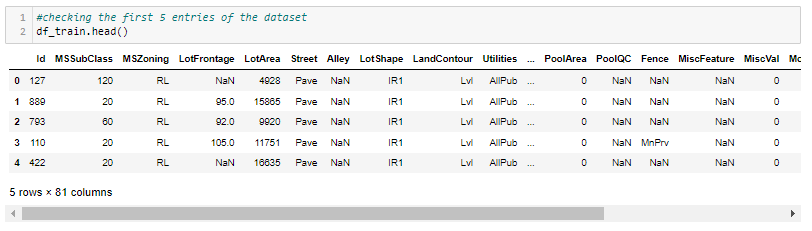 1 #checking the first 5 entries of the dataset
2 df_train.head()
Id MSSubClass MSZoning LotFrontage LotArea Street Alley LotShape LandContour Utilities ... PoolArea PoolQC Fence MiscFeature MiscVal Mo
0 127 120 RL NaN 4928 Pave NaN IR1 Lvl AllPub ... 0 NaN NaN NaN 0
1 889 20 RL 95.0 15865 Pave NaN IR1 Lvl AllPub ... 0 NaN NaN NaN 0
2 793 60 RL 92.0 9920 Pave NaN IR1 Lvl AllPub ... 0 NaN NaN NaN 0
3 110 20 RL 105.0 11751 Pave NaN IR1 Lvl AllPub ... 0 NaN MnPrv NaN 0
4 422 20 RL NaN 16635 Pave NaN IR1 Lvl AllPub ... 0 NaN NaN NaN 0
5 rows × 81 columns